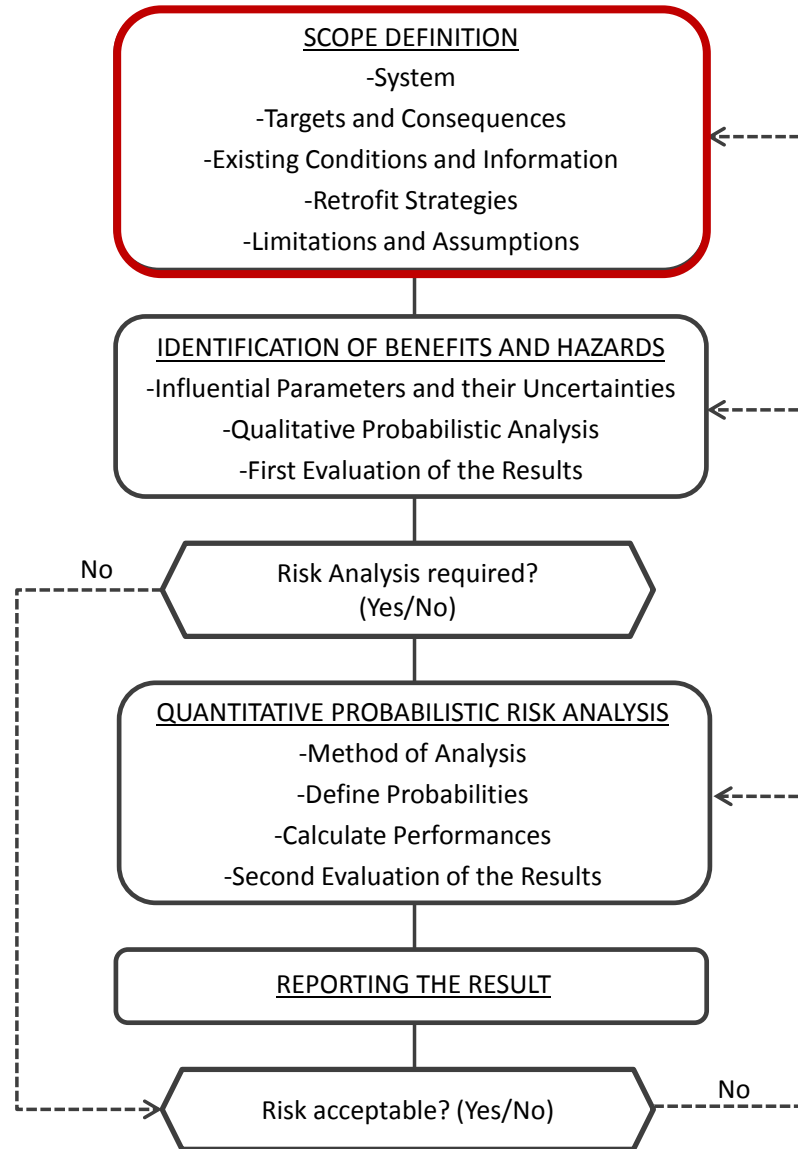 SCOPE DEFINITION
-System
-Targets and Consequences
-Existing Conditions and Information
-Retrofit Strategies
-Limitations and Assumptions
IDENTIFICATION OF BENEFITS AND HAZARDS
-Influential Parameters and their Uncertainties
-Qualitative Probabilistic Analysis
-First Evaluation of the Results
No
Risk Analysis required?
(Yes/No)
QUANTITATIVE PROBABILISTIC RISK ANALYSIS
-Method of Analysis
-Define Probabilities
-Calculate Performances
-Second Evaluation of the Results
REPORTING THE RESULT
Risk acceptable? (Yes/No)
No